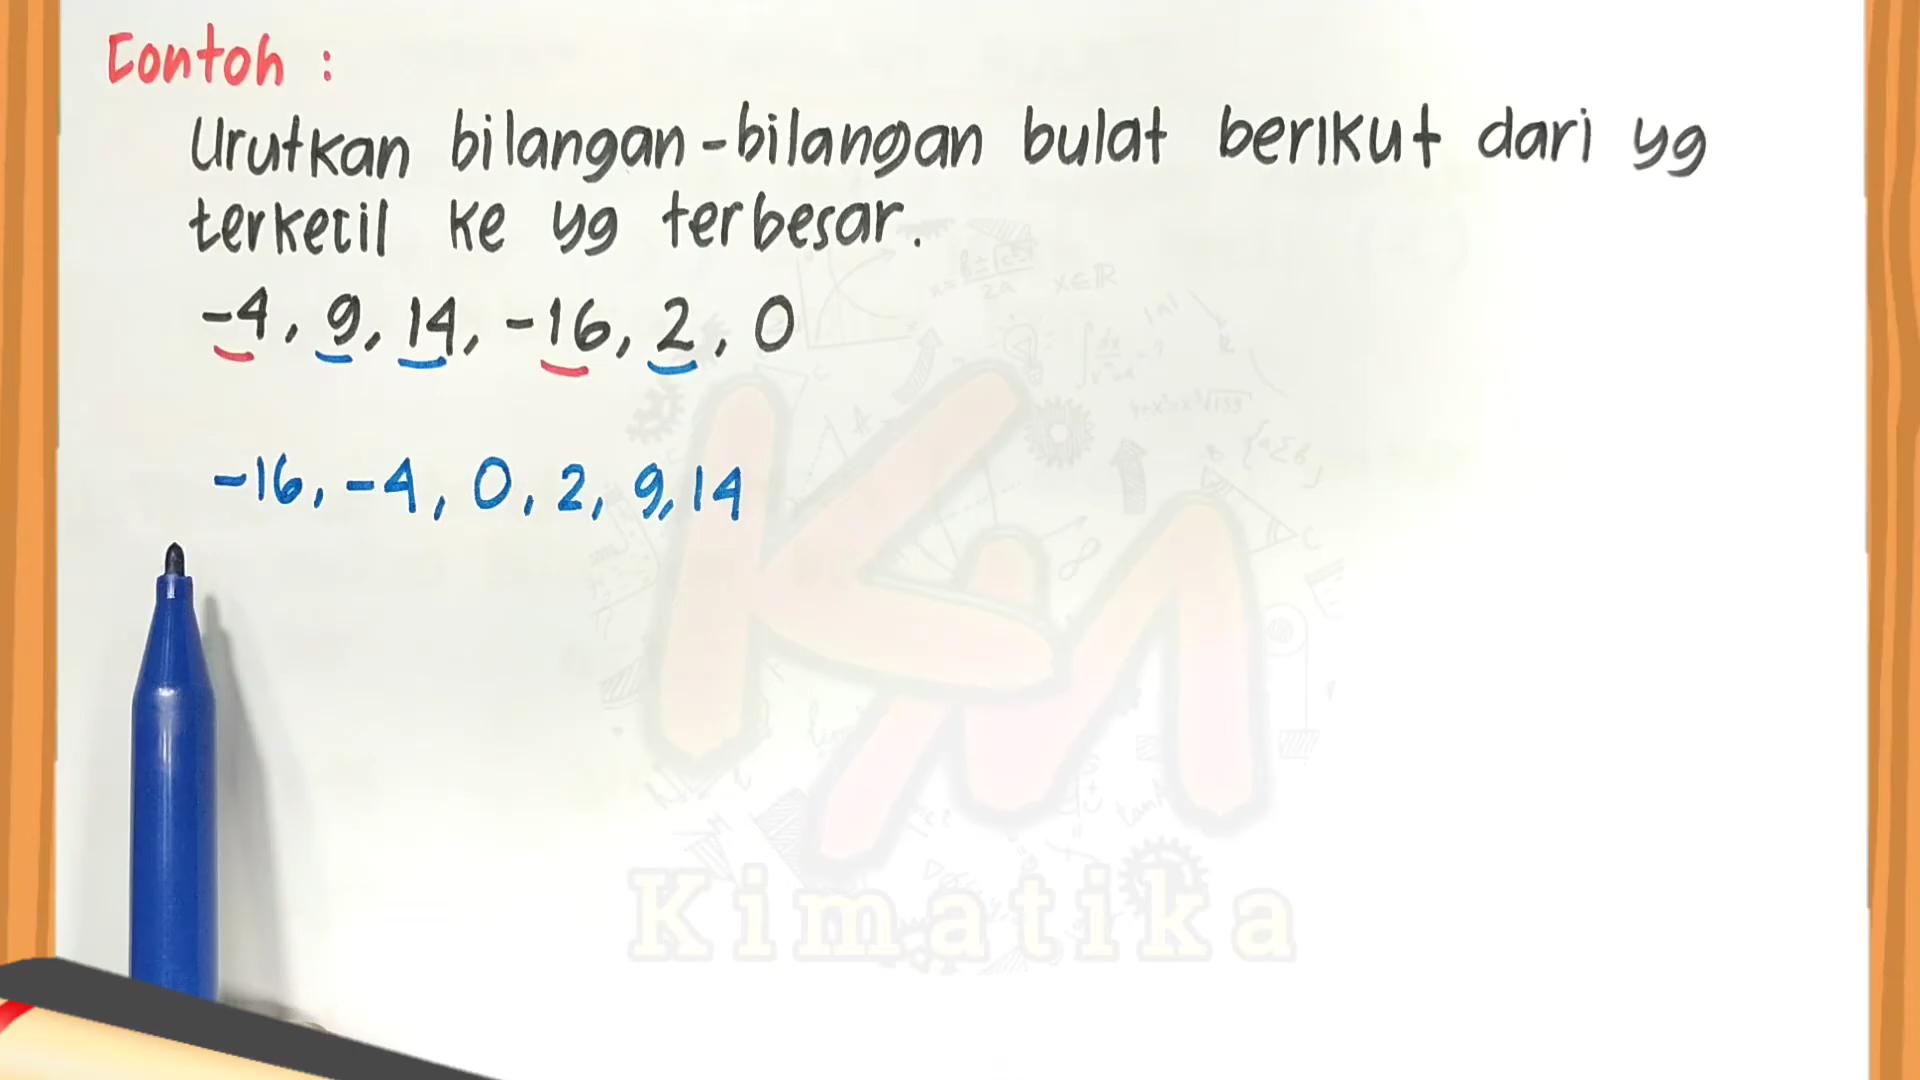 Contoh :
Urutkan bilangan-bilangan bulat berikut dari yg
terkecil ke yg terbesar.
-4, 9, 14, -16, 2, 0
-16, -4, 0, 2, 9, 14
KM
Kimatika